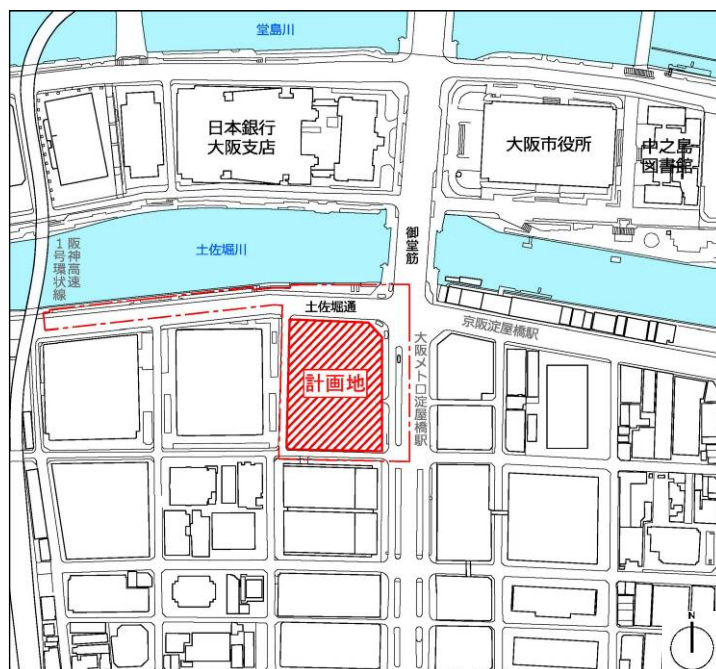 堂島川
日本銀行
大阪支店
大阪市役所
中之島
図書館
阪神高速
1号環状線
土佐堀川
御堂筋
土佐堀通
京阪淀屋橋駅
大阪メトロ淀屋橋駅
計画地
N